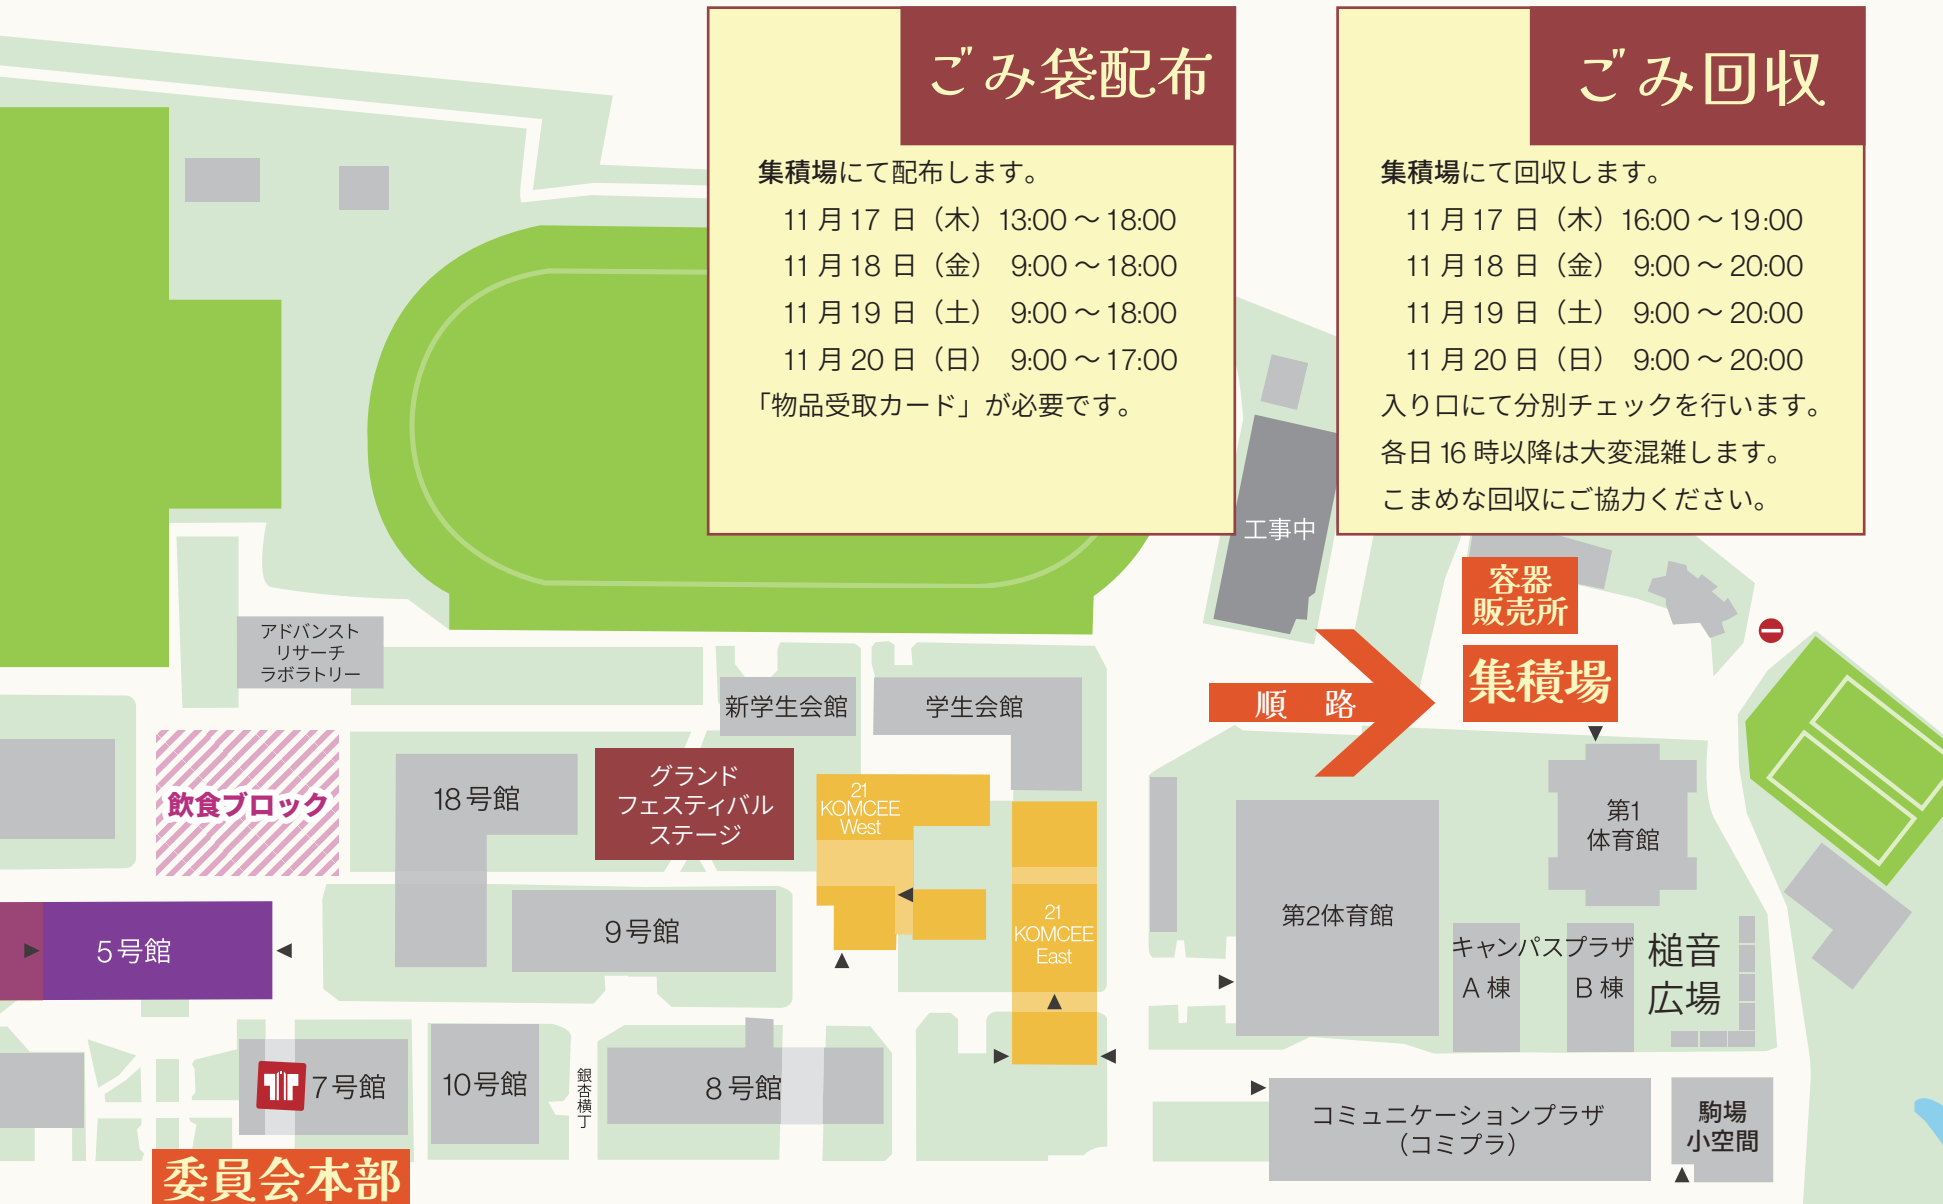 ごみ袋配布
集積場にて配布します。
11月17日（木）13:00～18:00
11月18日（金） 9:00～18:00
11月19日（土） 9:00～18:00
11月20日（日） 9:00～17:00
「物品受取カード」が必要です。
ごみ回収
集積場にて回収します。
11月17日（木）16:00～19:00
11月18日（金） 9:00～20:00
11月19日（土） 9:00～20:00
11月20日（日） 9:00～20:00
入り口にて分別チェックを行います。
各日16時以降は大変混雑します。
こまめな回収にご協力ください。
工事中
容器
販売所
集積場
順 路
アドバンスト
リサーチ
ラボラトリー
新学生会館
学生会館
飲食ブロック
18号館
グランド
フェスティバル
ステージ
21
KOMCEE
West
第1
体育館
5号館
9号館
21
KOMCEE
East
第2体育館
キャンパスプラザ
A棟
B棟
槌音
広場
7号館
10号館
銀杏横丁
8号館
コミュニケーションプラザ
（コミプラ）
駒場
小空間
委員会本部